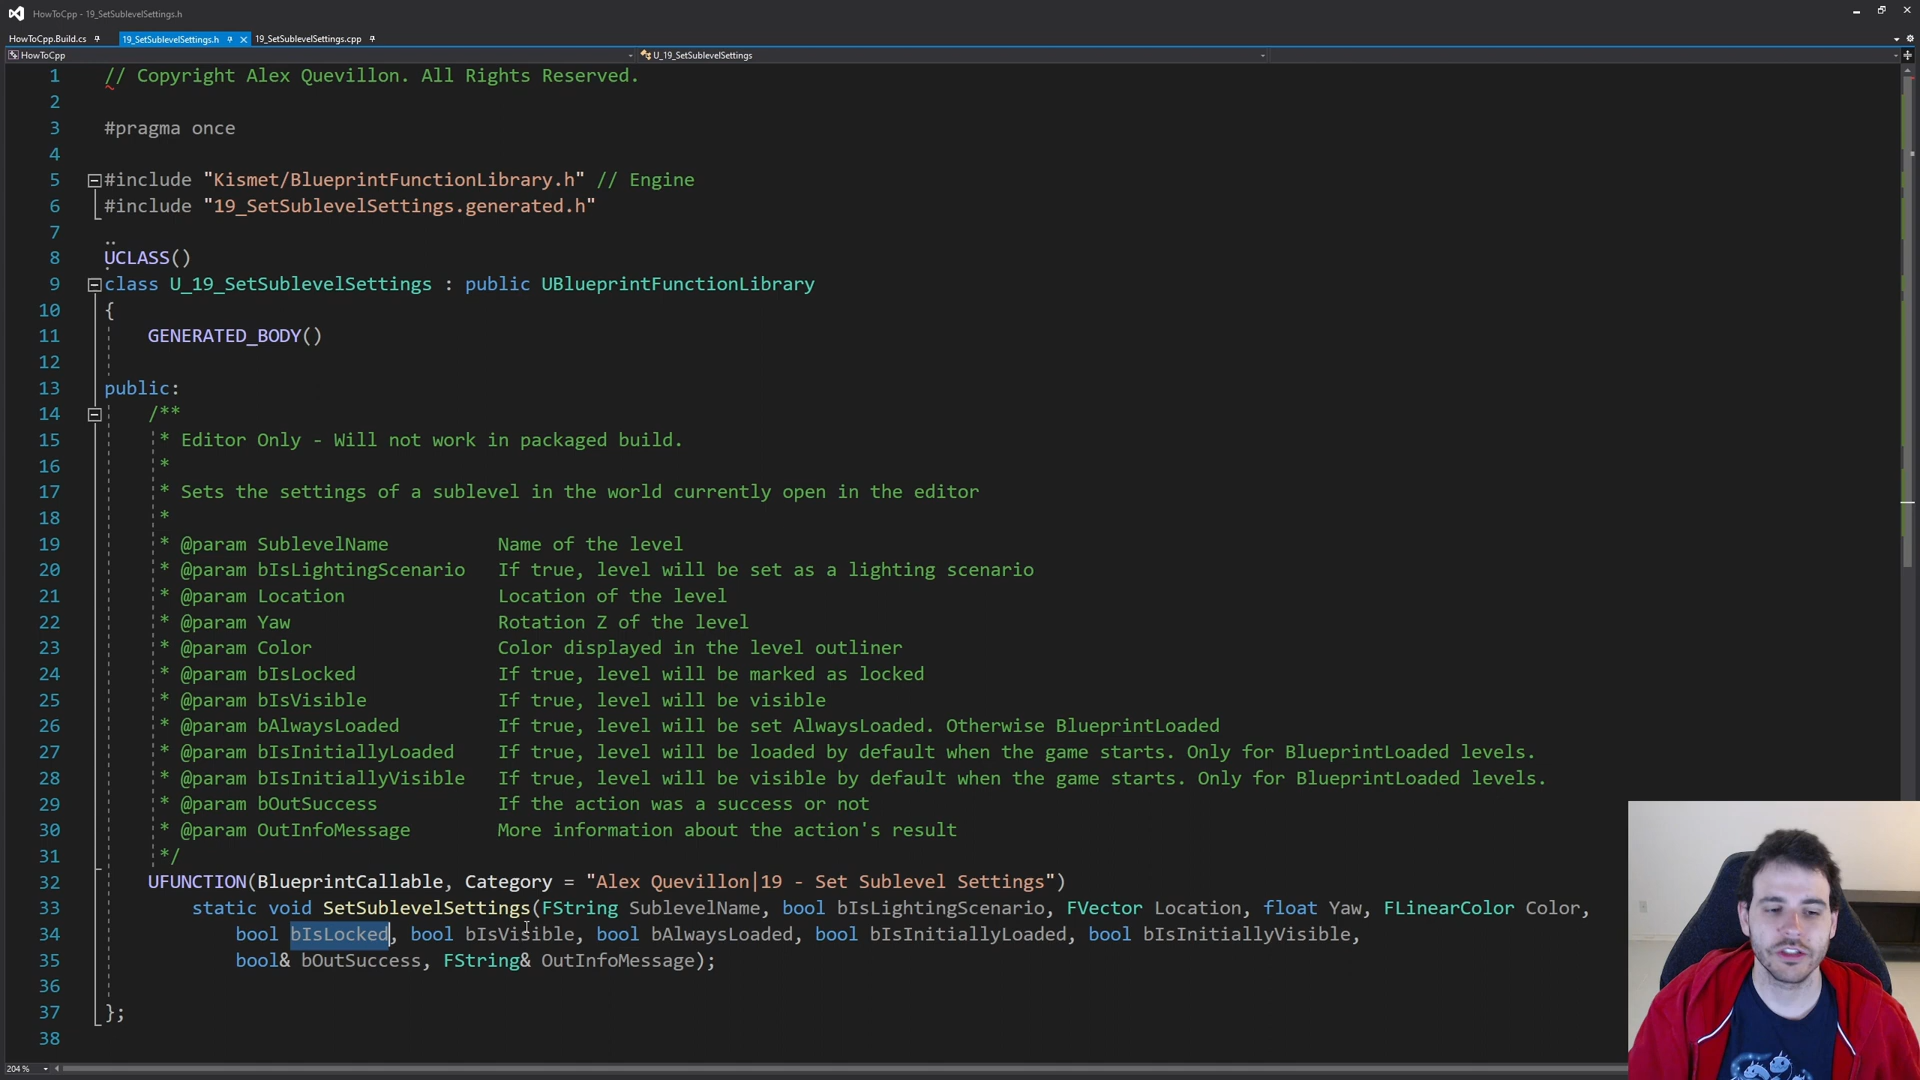 HowToCpp - 19_SetSublevelSettings.h
HowToCpp.Build.cs 19_SetSublevelSettings.h 19_SetSublevelSettings.cpp
HowToCpp U_19_SetSublevelSettings
1 // Copyright Alex Quevillon. All Rights Reserved.
2
3 #pragma once
4
5 #include "Kismet/BlueprintFunctionLibrary.h" // Engine
6 #include "19_SetSublevelSettings.generated.h"
7
8 UCLASS()
9 class U_19_SetSublevelSettings : public UBlueprintFunctionLibrary
10 {
11 GENERATED_BODY()
12
13 public:
14 /**
15 * Editor Only - Will not work in packaged build.
16 *
17 * Sets the settings of a sublevel in the world currently open in the editor
18 *
19 * @param SublevelName Name of the level
20 * @param bIsLightingScenario If true, level will be set as a lighting scenario
21 * @param Location Location of the level
22 * @param Yaw Rotation Z of the level
23 * @param Color Color displayed in the level outliner
24 * @param bIsLocked If true, level will be marked as locked
25 * @param bIsVisible If true, level will be visible
26 * @param bAlwaysLoaded If true, level will be set AlwaysLoaded. Otherwise BlueprintLoaded
27 * @param bIsInitiallyLoaded If true, level will be loaded by default when the game starts. Only for BlueprintLoaded levels.
28 * @param bIsInitiallyVisible If true, level will be visible by default when the game starts. Only for BlueprintLoaded levels.
29 * @param bOutSuccess If the action was a success or not
30 * @param OutInfoMessage More information about the action's result
31 */
32 UFUNCTION(BlueprintCallable, Category = "Alex Quevillon|19 - Set Sublevel Settings")
33 static void SetSublevelSettings(FString SublevelName, bool bIsLightingScenario, FVector Location, float Yaw, FLinearColor Color,
34 bool bIsLocked, bool bIsVisible, bool bAlwaysLoaded, bool bIsInitiallyLoaded, bool bIsInitiallyVisible,
35 bool& bOutSuccess, FString& OutInfoMessage);
36
37 };
38
204 %